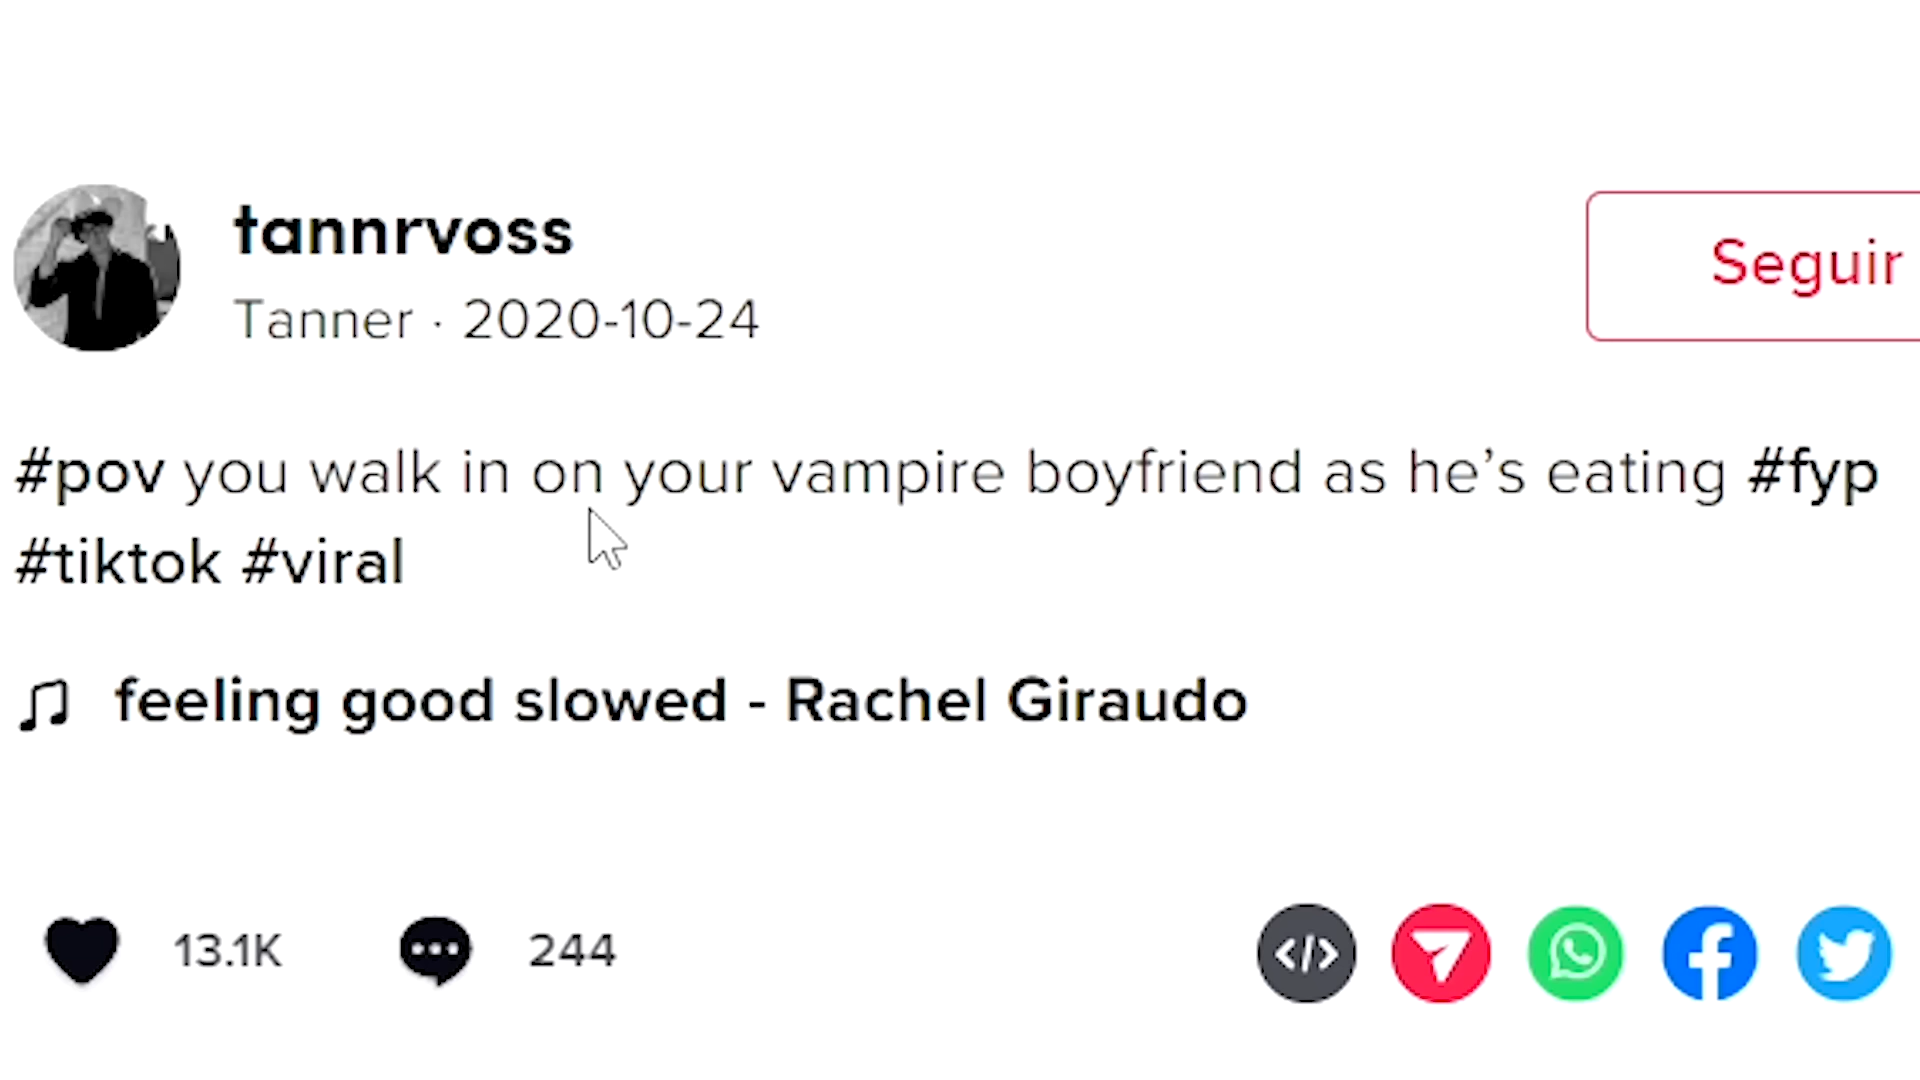 tannrvoss
Tanner · 2020-10-24
Seguir
#pov you walk in on your vampire boyfriend as he’s eating #fyp
#tiktok #viral
feeling good slowed - Rachel Giraudo
13.1K
244